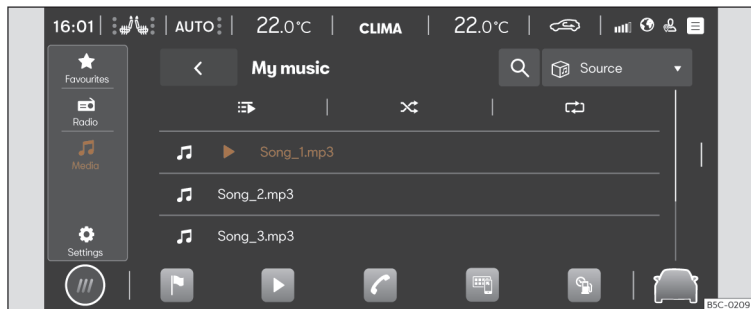 16:01 AUTO 22.0°C CLIMA 22.0°C
Favourites
My music
Source
Radio
Media
Song_1.mp3
Song_2.mp3
Song_3.mp3
Settings
B5C-0209